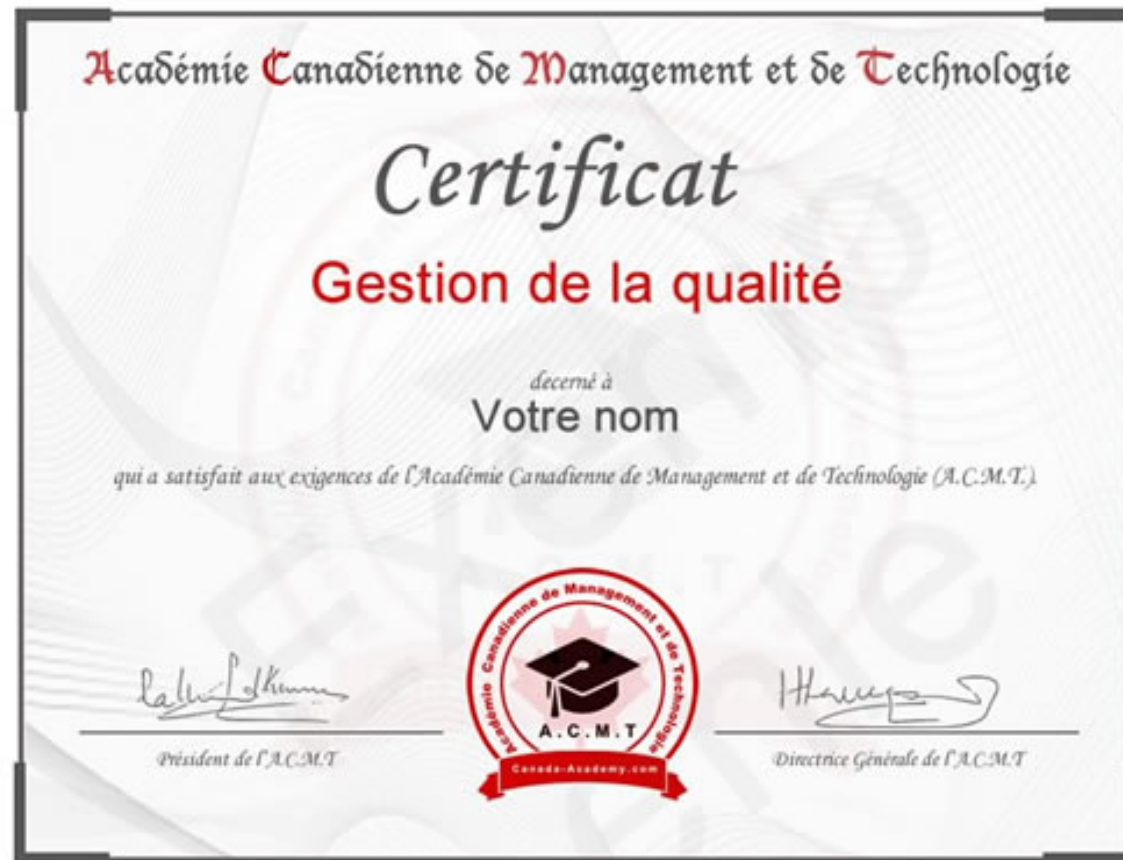 Académie Canadienne de Management et de Technologie
Certificat
Gestion de la qualité
decerné à
Votre nom
qui a satisfait aux exigences de l'Académie Canadienne de Management et de Technologie (A.C.M.T.).
Exemple
Académie Canadienne de Management et de Technologie
A.C.M.T
Canada-Academy.com
Président de l'A.C.M.T
Directrice Générale de l'A.C.M.T